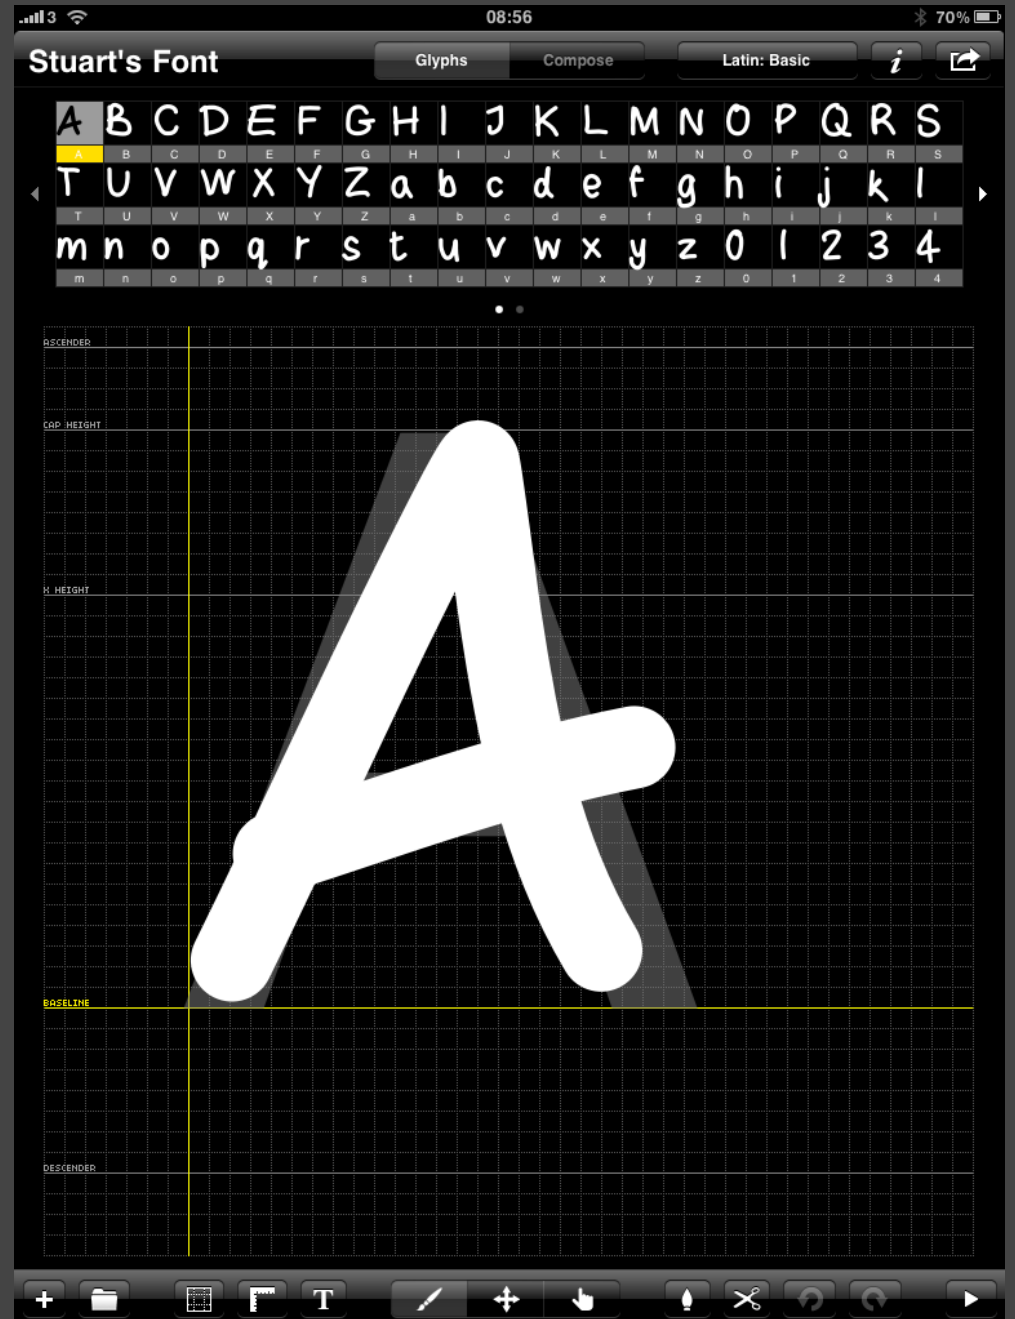 3 08:56 70%
Stuart's Font Glyphs Compose Latin: Basic i
A B C D E F G H I J K L M N O P Q R S
A B C D E F G H I J K L M N O P Q R S
T U V W X Y Z a b c d e f g h i j k l
T U V W X Y Z a b c d e f g h i j k l
m n o p q r s t u v w x y z 0 1 2 3 4
m n o p q r s t u v w x y z 0 1 2 3 4
ASCENDER
CAP HEIGHT
X HEIGHT
A
BASELINE
DESCENDER
T